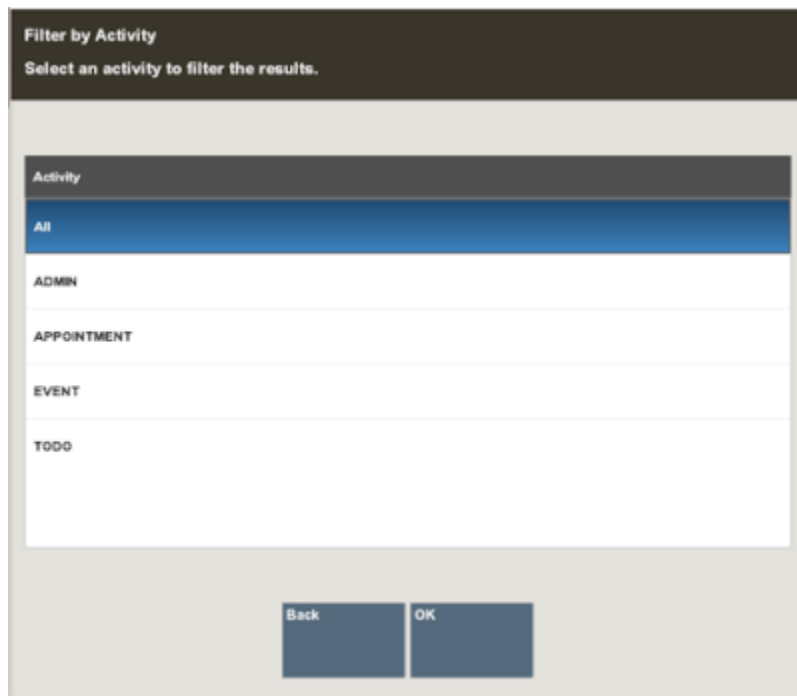 Filter by Activity
Select an activity to filter the results.
Activity
All
ADMIN
APPOINTMENT
EVENT
TODO
Back
OK